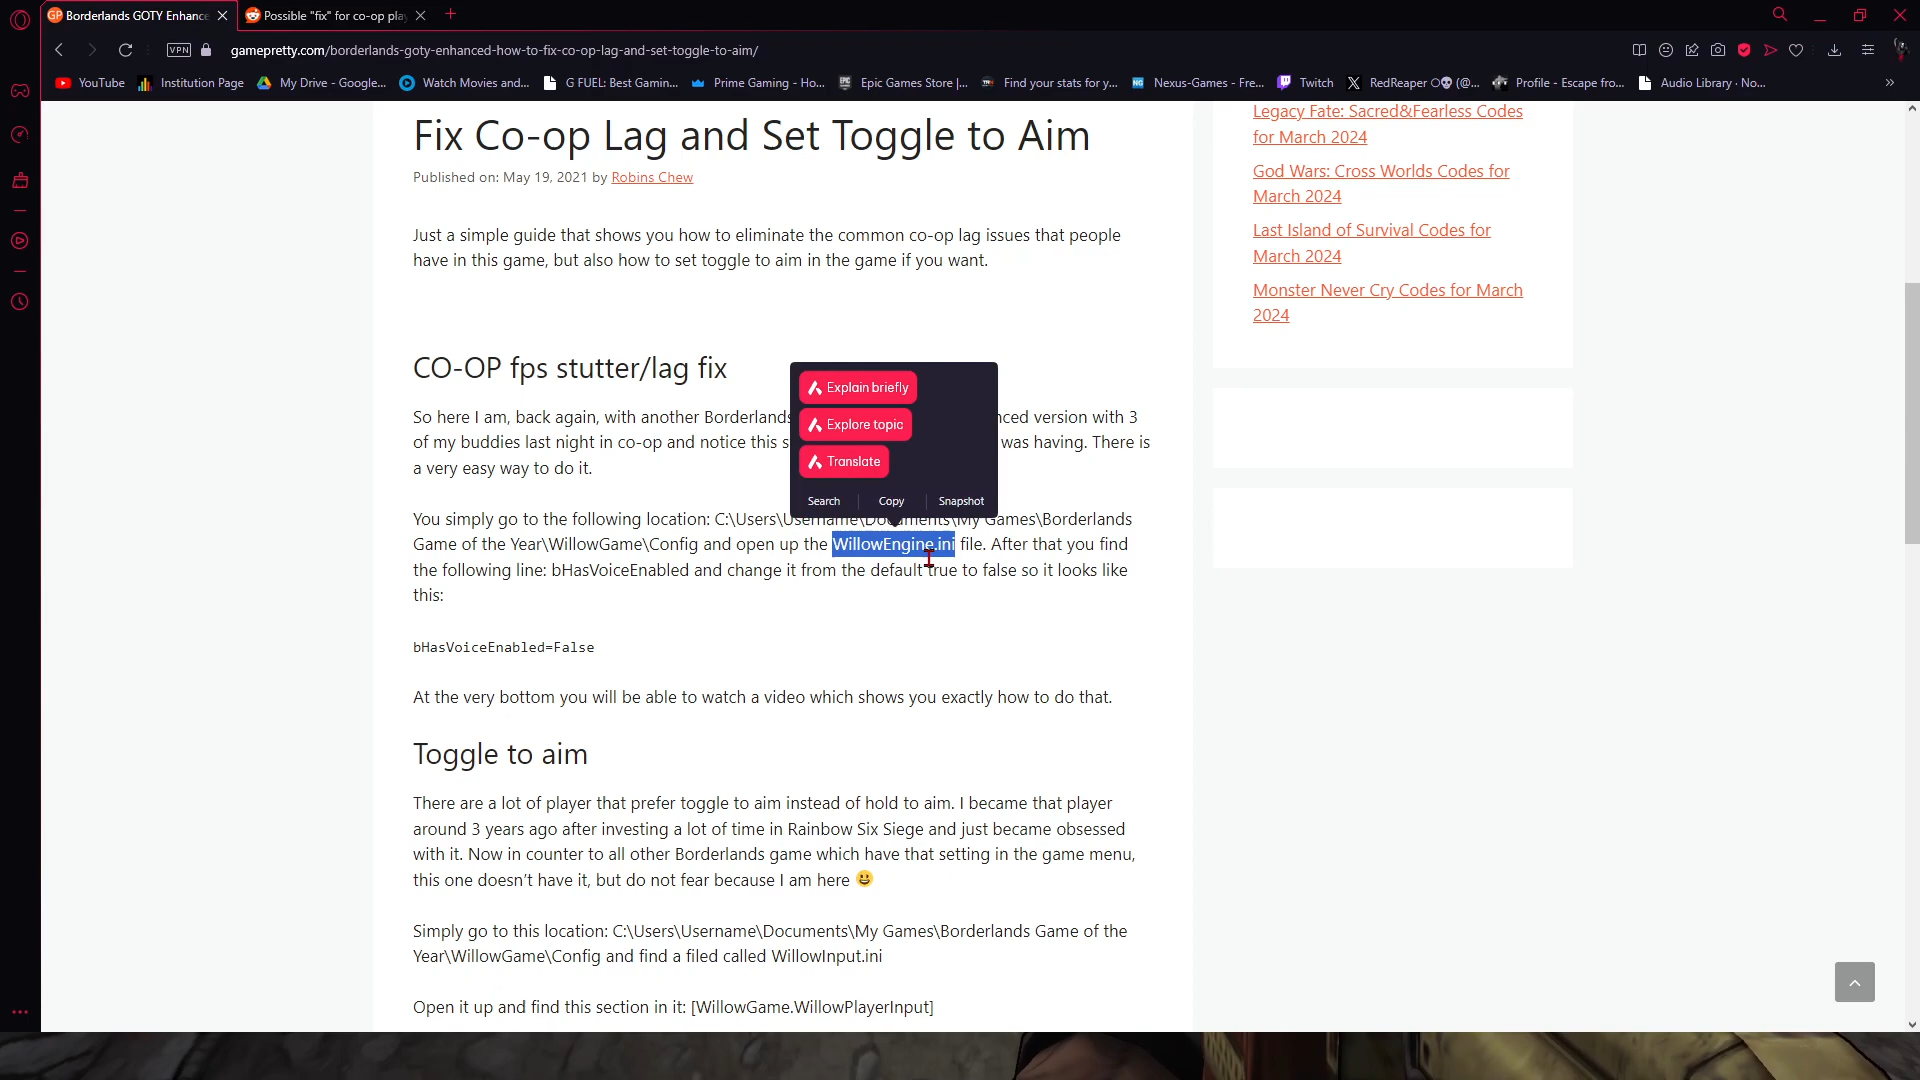 Borderlands GOTY Enhance
Possible "fix" for co-op pla
VPN
gamepretty.com/borderlands-goty-enhanced-how-to-fix-co-op-lag-and-set-toggle-to-aim/
YouTube
Institution Page
My Drive - Google...
Watch Movies and...
G FUEL: Best Gamin...
Prime Gaming - Ho...
Epic Games Store |...
Find your stats for y...
Nexus-Games - Fre...
Twitch
RedReaper O💀 (@...
Profile - Escape fro...
Audio Library · No...
Fix Co-op Lag and Set Toggle to Aim
Published on: May 19, 2021 by Robins Chew
Just a simple guide that shows you how to eliminate the common co-op lag issues that people
have in this game, but also how to set toggle to aim in the game if you want.
CO-OP fps stutter/lag fix
So here I am, back again, with another Borderlands nced version with 3
of my buddies last night in co-op and notice this s was having. There is
a very easy way to do it.
You simply go to the following location: C:\Users\Username\Documents\My Games\Borderlands
Game of the Year\WillowGame\Config and open up the WillowEngine.ini file. After that you find
the following line: bHasVoiceEnabled and change it from the default true to false so it looks like
this:
bHasVoiceEnabled=False
At the very bottom you will be able to watch a video which shows you exactly how to do that.
Toggle to aim
There are a lot of player that prefer toggle to aim instead of hold to aim. I became that player
around 3 years ago after investing a lot of time in Rainbow Six Siege and just became obsessed
with it. Now in counter to all other Borderlands game which have that setting in the game menu,
this one doesn't have it, but do not fear because I am here 😀
Simply go to this location: C:\Users\Username\Documents\My Games\Borderlands Game of the
Year\WillowGame\Config and find a filed called WillowInput.ini
Open it up and find this section in it: [WillowGame.WillowPlayerInput]
Explain briefly
Explore topic
Translate
Search
Copy
Snapshot
Legacy Fate: Sacred&Fearless Codes
for March 2024
God Wars: Cross Worlds Codes for
March 2024
Last Island of Survival Codes for
March 2024
Monster Never Cry Codes for March
2024